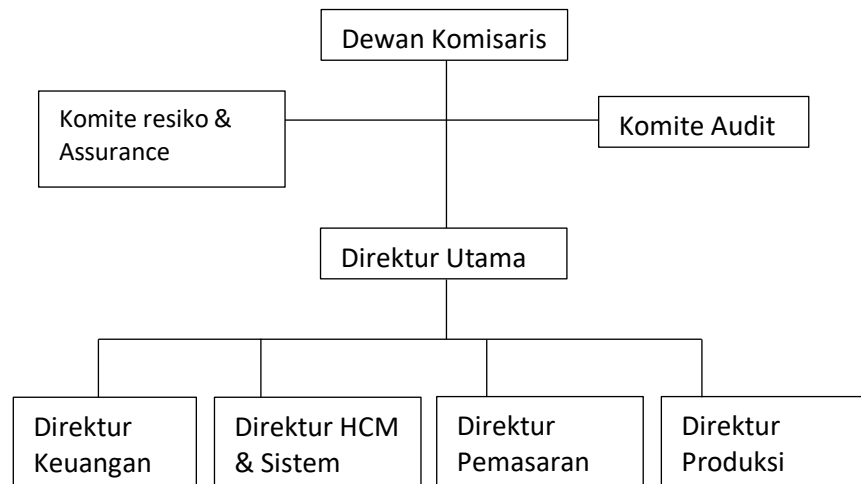 Dewan Komisaris
Komite resiko &
Assurance
Komite Audit
Direktur Utama
Direktur
Keuangan
Direktur HCM
& Sistem
Direktur
Pemasaran
Direktur
Produksi